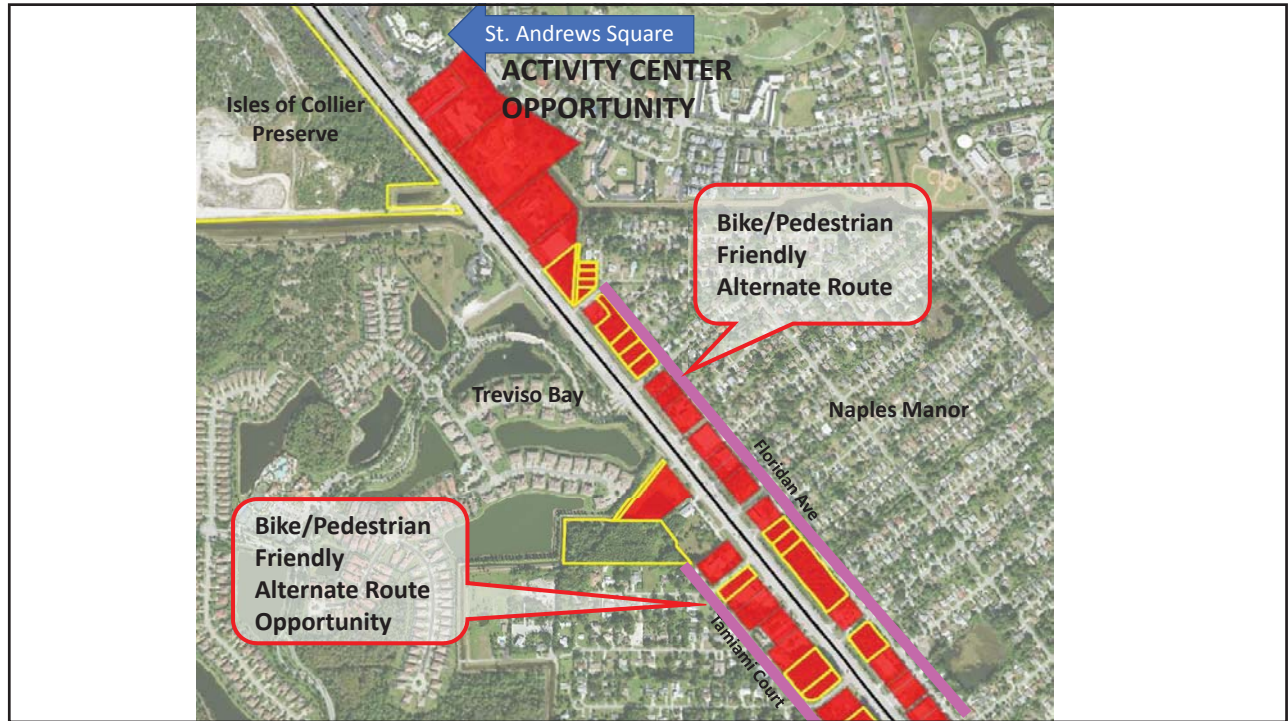 St. Andrews Square
ACTIVITY CENTER
OPPORTUNITY
Isles of Collier
Preserve
Bike/Pedestrian
Friendly
Alternate Route
Treviso Bay
Naples Manor
Floridan Ave
Bike/Pedestrian
Friendly
Alternate Route
Opportunity
Tamiami Court